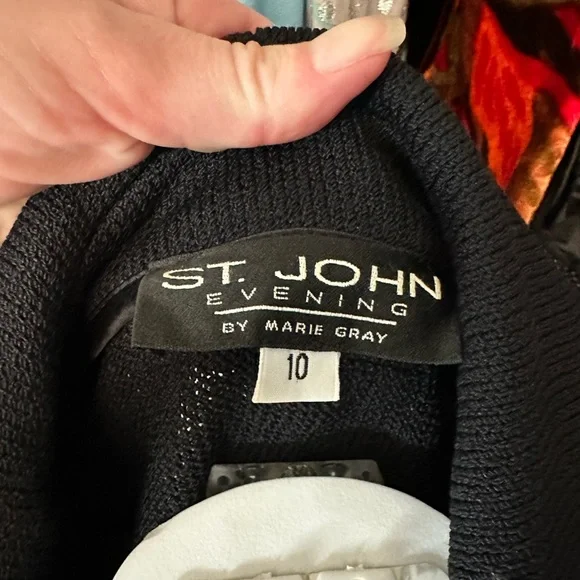 ST. JOHN
EVENING
BY MARIE GRAY
10